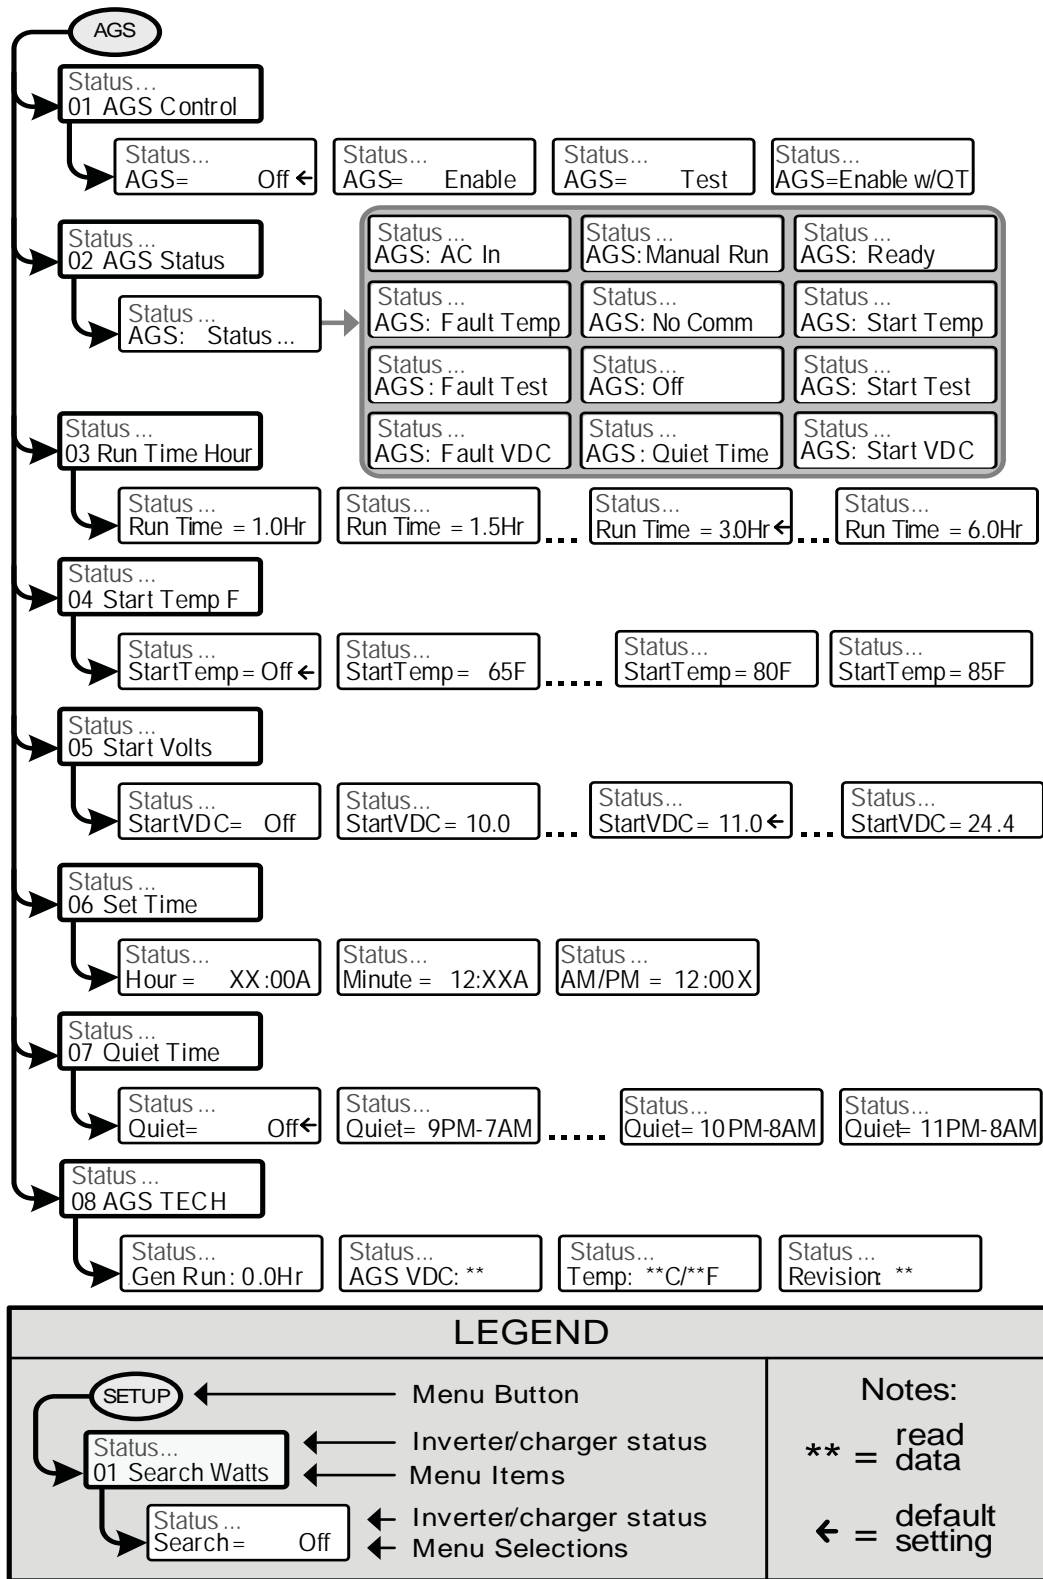 AGS
Status...
01 AGS Control
Status...
AGS= Off ←
Status...
AGS= Enable
Status...
AGS= Test
Status...
AGS=Enable w/QT
Status ...
02 AGS Status
Status ...
AGS: Status ...
Status ...
AGS: AC In
Status ...
AGS: Manual Run
Status ...
AGS: Ready
Status ...
AGS: Fault Temp
Status...
AGS: No Comm
Status ...
AGS: Start Temp
Status ...
AGS: Fault Test
Status...
AGS: Off
Status...
AGS: Start Test
Status ...
AGS: Fault VDC
Status ...
AGS: Quiet Time
Status...
AGS: Start VDC
Status ...
03 Run Time Hour
Status ...
Run Time = 1.0Hr
Status...
Run Time = 1.5Hr
....
Status...
Run Time = 3.0Hr ←
...
Status...
Run Time = 6.0Hr
Status ...
04 Start Temp F
Status ...
StartTemp = Off ←
Status...
StartTemp = 65F
.....
Status...
StartTemp = 80F
Status...
StartTemp = 85F
Status ...
05 Start Volts
Status ...
StartVDC= Off
Status...
StartVDC = 10.0
....
Status...
StartVDC = 11.0 ←
...
Status...
StartVDC = 24.4
Status ...
06 Set Time
Status...
Hour = XX:00A
Status...
Minute = 12:XXA
Status ...
AM/PM = 12:00X
Status ...
07 Quiet Time
Status ...
Quiet= Off ←
Status...
Quiet= 9PM-7AM
.....
Status...
Quiet= 10PM-8AM
Status...
Quiet= 11PM-8AM
Status ...
08 AGS TECH
Status...
.Gen Run: 0.0Hr
Status...
AGS VDC: **
Status...
Temp: **C/**F
Status ...
Revision: **
LEGEND
SETUP
Menu Button
Status...
01 Search Watts
Inverter/charger status
Menu Items
Status ...
Search= Off
Inverter/charger status
Menu Selections
Notes:
** = read data
← = default setting